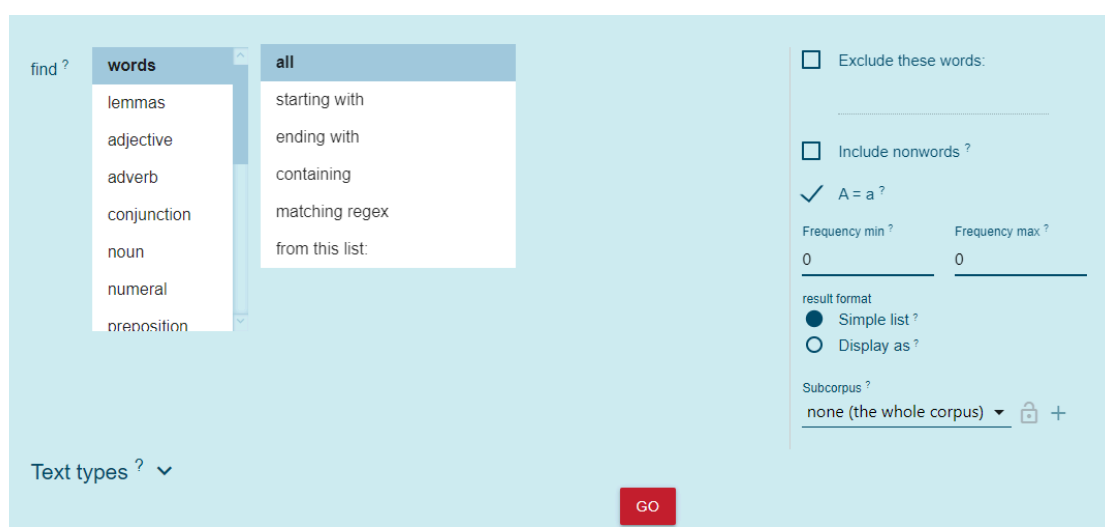 find ?
words
lemmas
adjective
adverb
conjunction
noun
numeral
preposition
all
starting with
ending with
containing
matching regex
from this list:
Exclude these words:
Include nonwords ?
A = a ?
Frequency min ? Frequency max ?
0 0
result format
Simple list ?
Display as ?
Subcorpus ?
none (the whole corpus)
Text types ?
GO